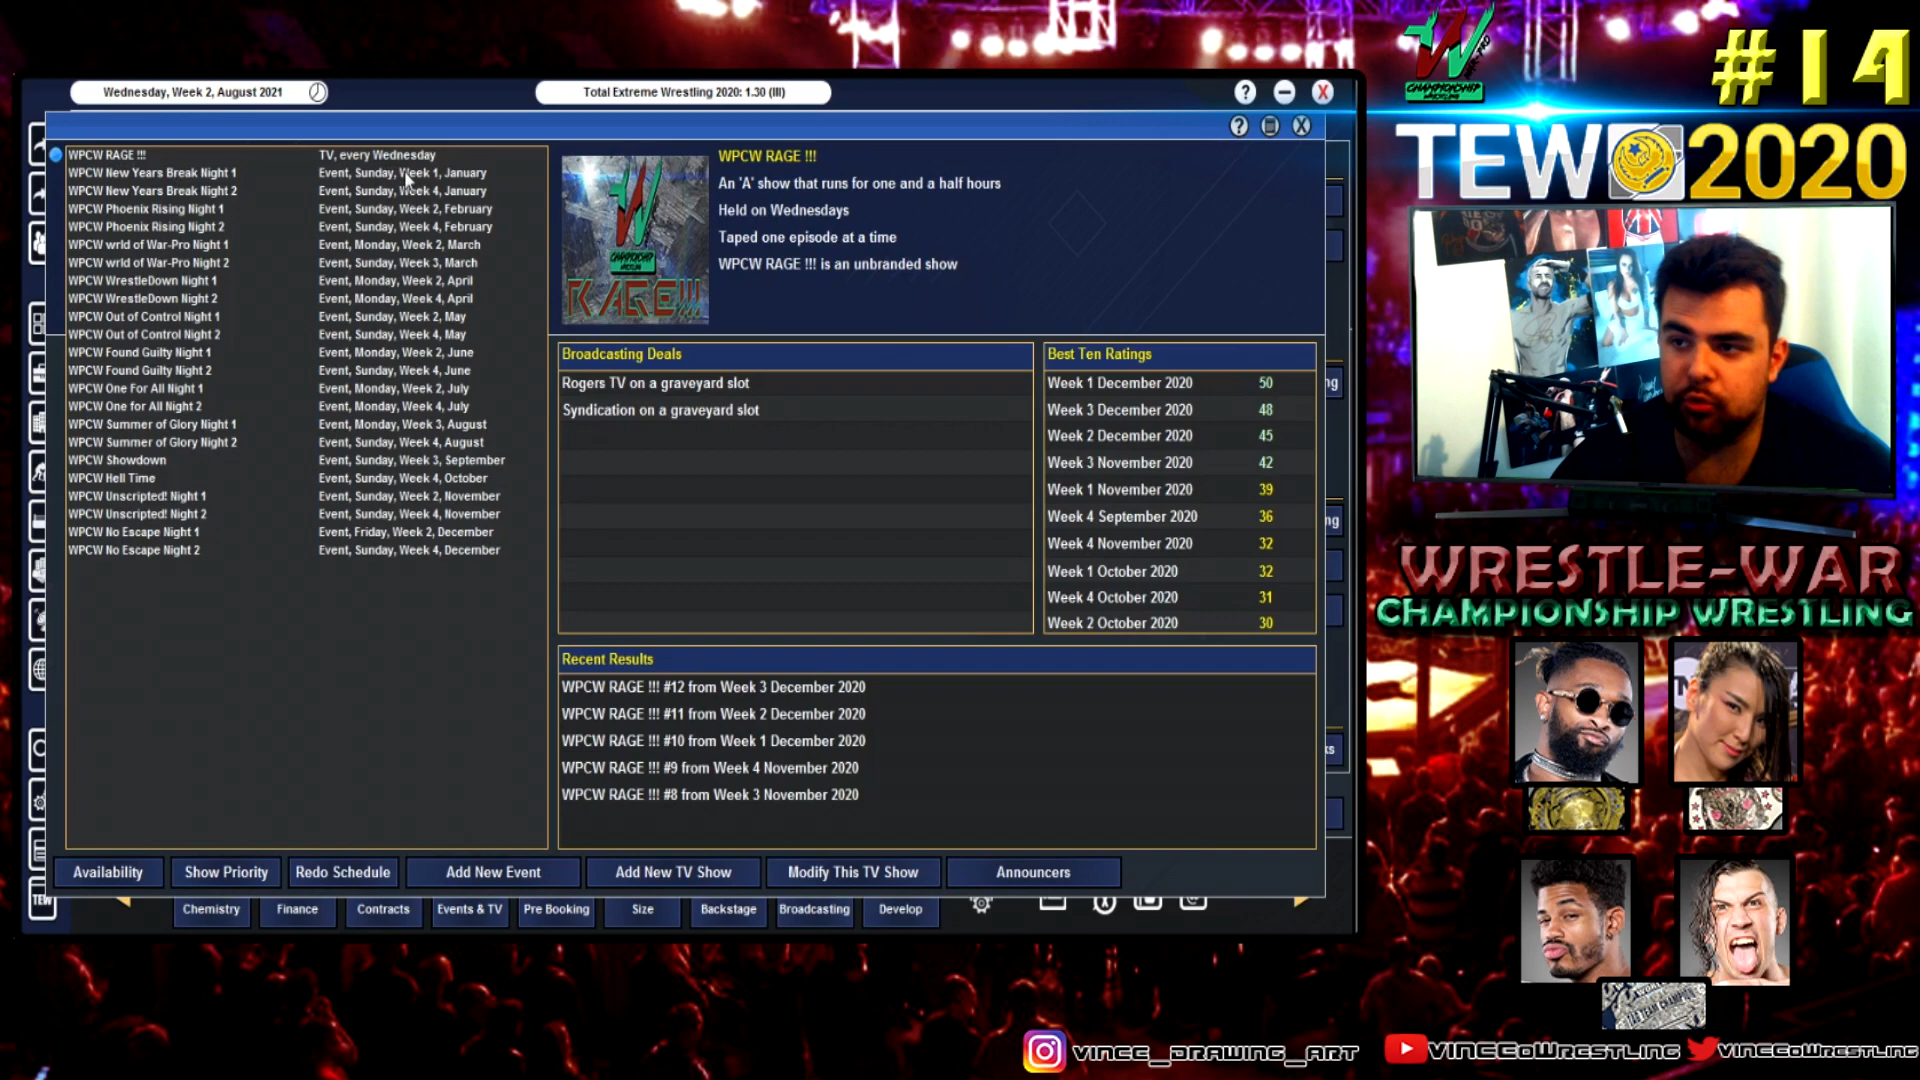 Wednesday, Week 2, August 2021
Total Extreme Wrestling 2020: 1.30 (III)
WPCW RAGE !!! TV, every Wednesday
WPCW New Years Break Night 1 Event, Sunday, Week 1, January
WPCW New Years Break Night 2 Event, Sunday, Week 4, January
WPCW Phoenix Rising Night 1 Event, Sunday, Week 2, February
WPCW Phoenix Rising Night 2 Event, Sunday, Week 4, February
WPCW wrld of War-Pro Night 1 Event, Monday, Week 2, March
WPCW wrld of War-Pro Night 2 Event, Sunday, Week 3, March
WPCW WrestleDown Night 1 Event, Monday, Week 2, April
WPCW WrestleDown Night 2 Event, Monday, Week 4, April
WPCW Out of Control Night 1 Event, Sunday, Week 2, May
WPCW Out of Control Night 2 Event, Sunday, Week 4, May
WPCW Found Guilty Night 1 Event, Monday, Week 2, June
WPCW Found Guilty Night 2 Event, Sunday, Week 4, June
WPCW One For All Night 1 Event, Monday, Week 2, July
WPCW One for All Night 2 Event, Monday, Week 4, July
WPCW Summer of Glory Night 1 Event, Monday, Week 3, August
WPCW Summer of Glory Night 2 Event, Sunday, Week 4, August
WPCW Showdown Event, Sunday, Week 3, September
WPCW Hell Time Event, Sunday, Week 4, October
WPCW Unscripted! Night 1 Event, Sunday, Week 2, November
WPCW Unscripted! Night 2 Event, Sunday, Week 4, November
WPCW No Escape Night 1 Event, Friday, Week 2, December
WPCW No Escape Night 2 Event, Sunday, Week 4, December
CHAMPIONSHIP
RAGE!!!
WPCW RAGE !!!
An 'A' show that runs for one and a half hours
Held on Wednesdays
Taped one episode at a time
WPCW RAGE !!! is an unbranded show
Broadcasting Deals
Rogers TV on a graveyard slot
Syndication on a graveyard slot
Best Ten Ratings
Week 1 December 2020 50
Week 3 December 2020 48
Week 2 December 2020 45
Week 3 November 2020 42
Week 1 November 2020 39
Week 4 September 2020 36
Week 4 November 2020 32
Week 1 October 2020 32
Week 4 October 2020 31
Week 2 October 2020 30
Recent Results
WPCW RAGE !!! #12 from Week 3 December 2020
WPCW RAGE !!! #11 from Week 2 December 2020
WPCW RAGE !!! #10 from Week 1 December 2020
WPCW RAGE !!! #9 from Week 4 November 2020
WPCW RAGE !!! #8 from Week 3 November 2020
Availability Show Priority Redo Schedule Add New Event Add New TV Show Modify This TV Show Announcers
TEW
Chemistry Finance Contracts Events & TV Pre Booking Size Backstage Broadcasting Develop
CHAMPIONSHIP
WRESTLING
#14
TEW 2020
WRESTLE-WAR
CHAMPIONSHIP WRESTLING
VINCE_DRAWING_ART
VINCEOWRESTLING
VINCEOWRESTLING